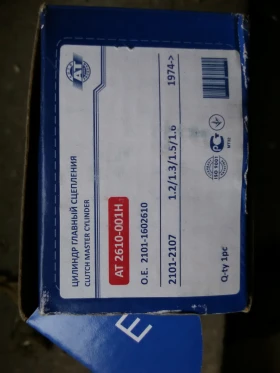 AT
ЦИЛИНДР ГЛАВНЫЙ СЦЕПЛЕНИЯ
CLUTCH MASTER CYLINDER
AT 2610-001H
O.E. 2101-1602610
2101-2107 1.2/1.3/1.5/1.6 1974->
Q-ty 1pc
E